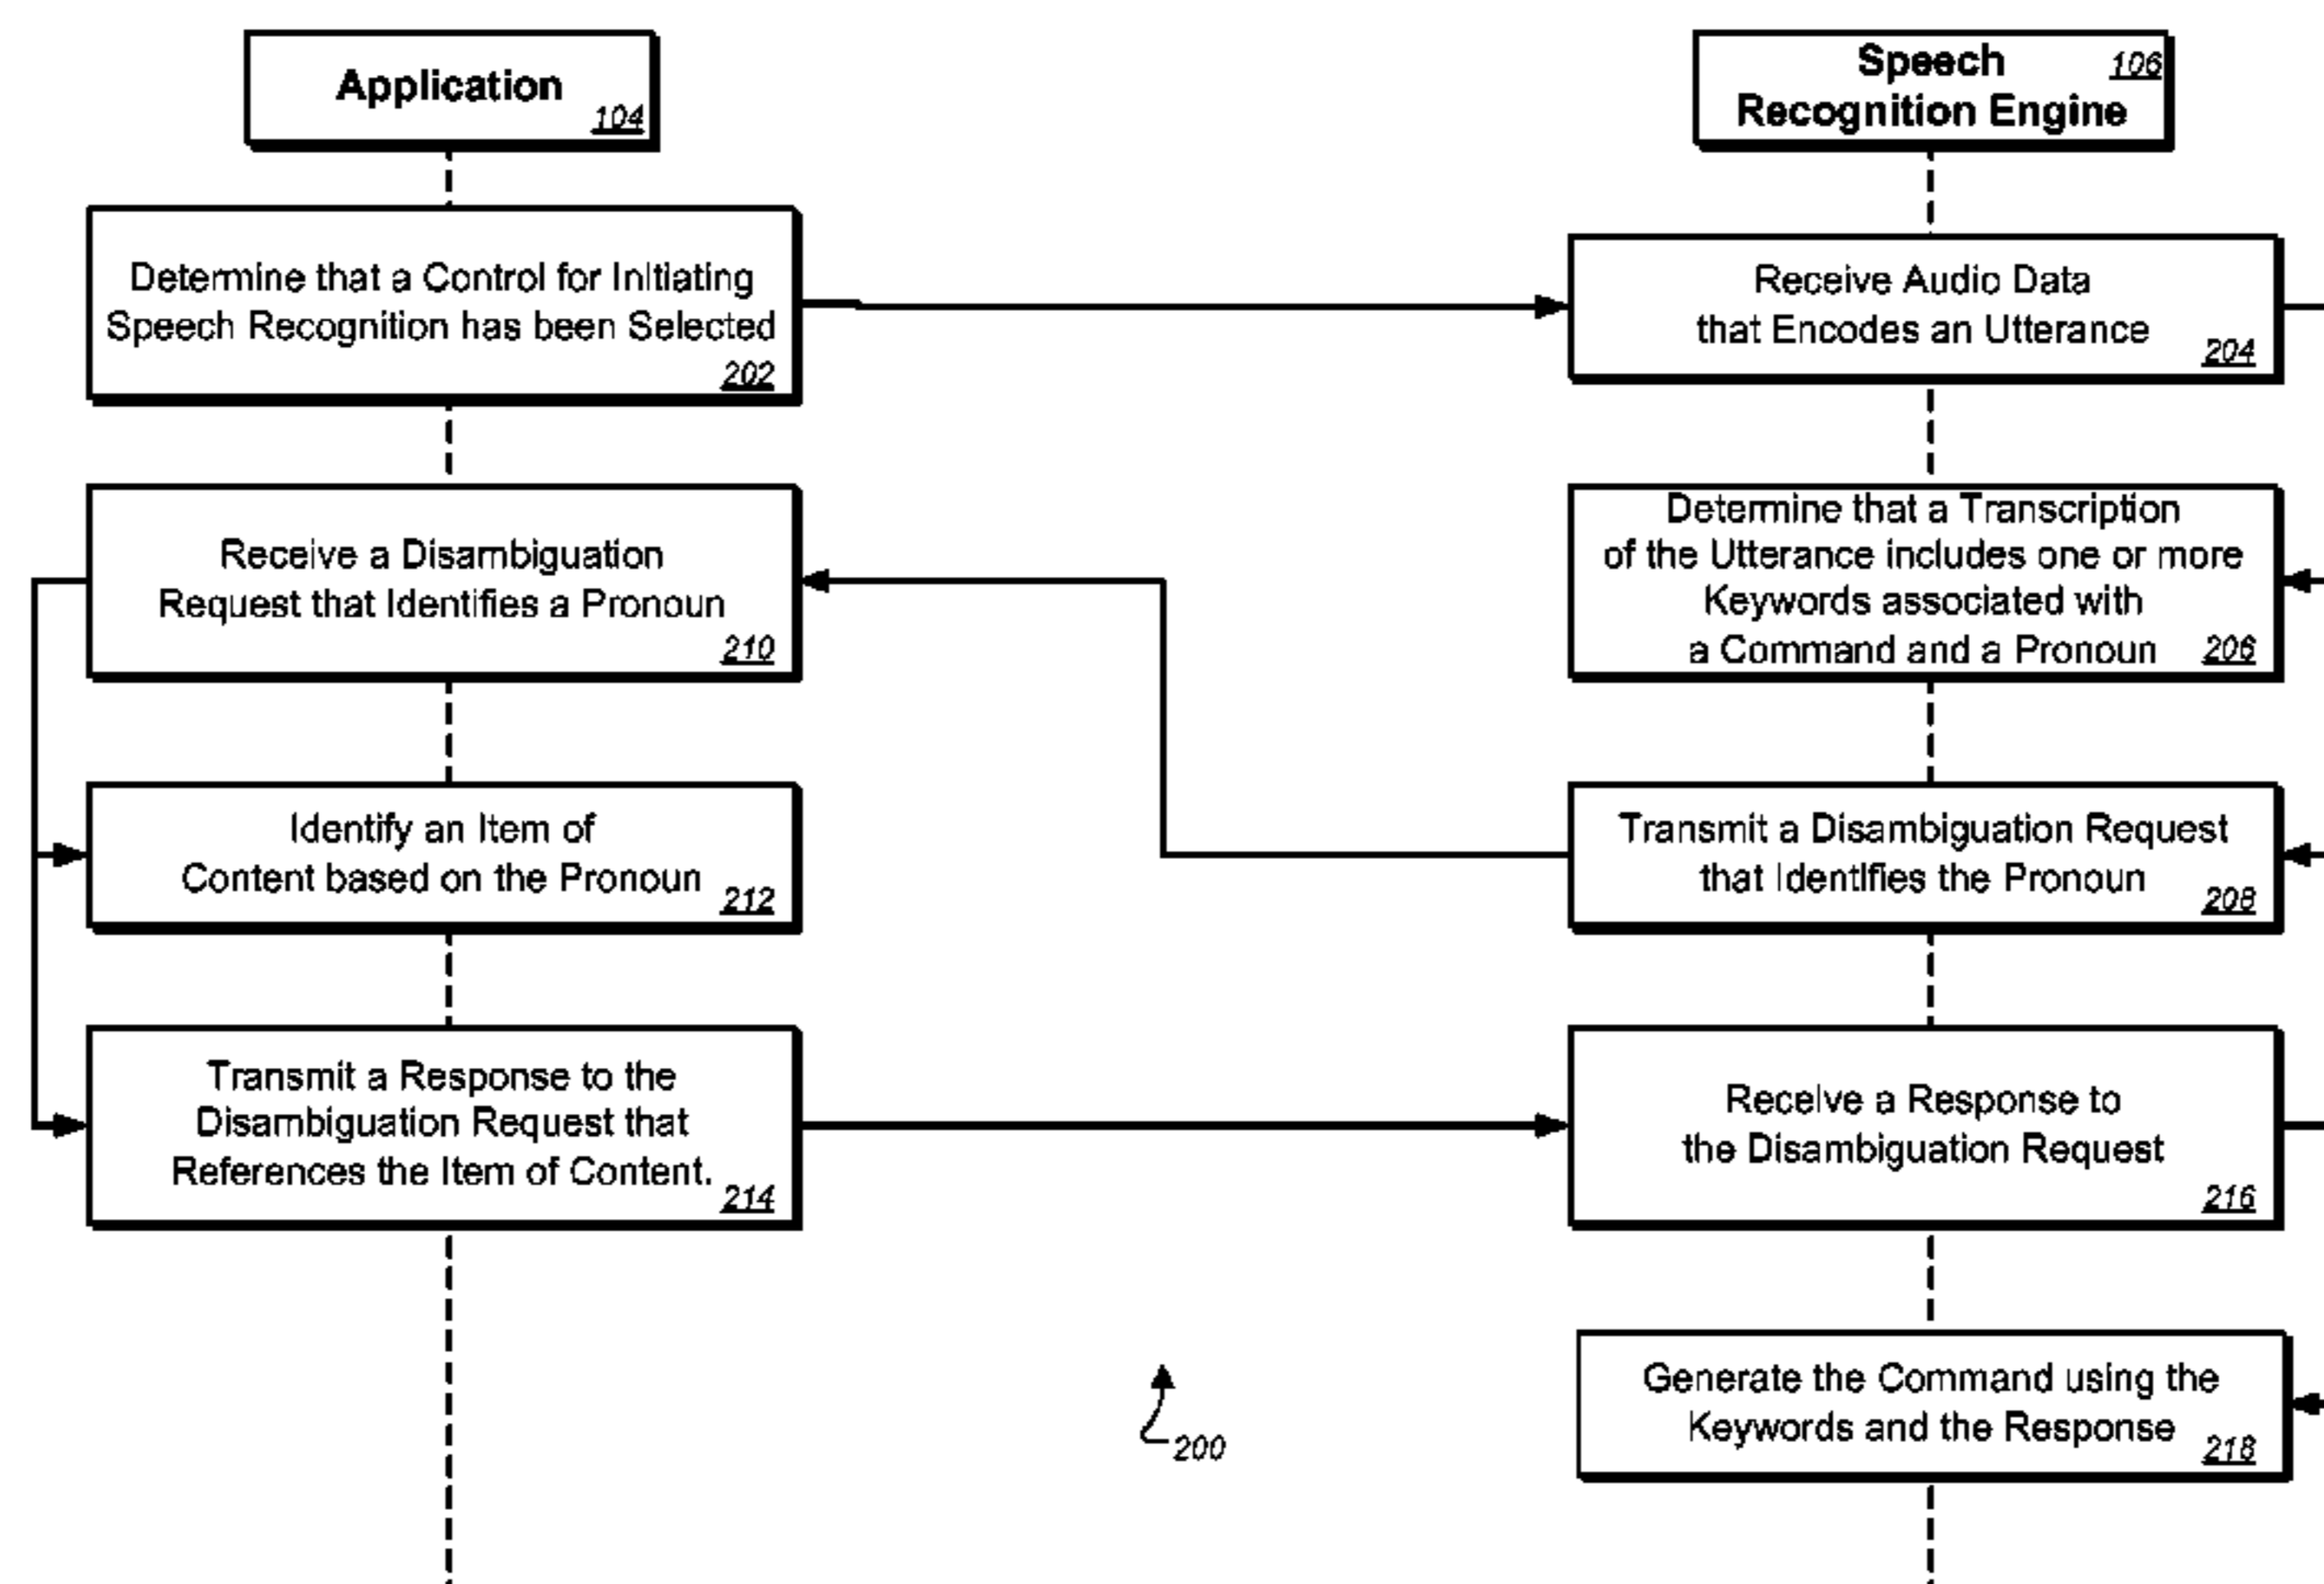 Application
104
Speech 106
Recognition Engine
Determine that a Control for Initiating
Speech Recognition has been Selected
202
Receive Audio Data
that Encodes an Utterance
204
Receive a Disambiguation
Request that Identifies a Pronoun
210
Determine that a Transcription
of the Utterance includes one or more
Keywords associated with
a Command and a Pronoun 206
Identify an Item of
Content based on the Pronoun
212
Transmit a Disambiguation Request
that Identifies the Pronoun
208
Transmit a Response to the
Disambiguation Request that
References the Item of Content.
214
Receive a Response to
the Disambiguation Request
216
Generate the Command using the
Keywords and the Response
218
200